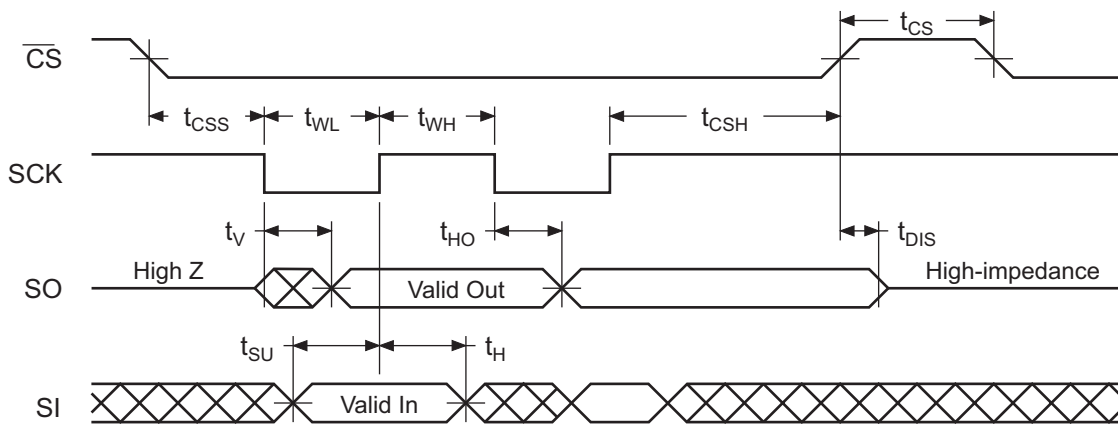 t_CS
C̅S̅
t_CSS t_WL t_WH t_CSH
SCK
t_V t_HO t_DIS
High Z High-impedance
SO Valid Out
t_SU t_H
SI Valid In